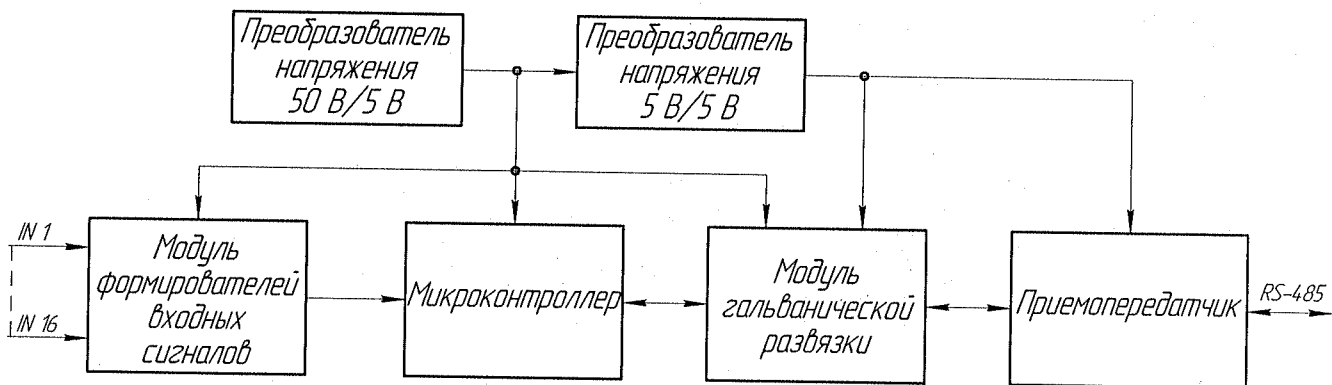 Преобразователь
напряжения
50 В/5 В
Преобразователь
напряжения
5 В/5 В
IN 1
IN 16
Модуль
формирователей
входных
сигналов
Микроконтроллер
Модуль
гальванической
развязки
Приемопередатчик
RS-485